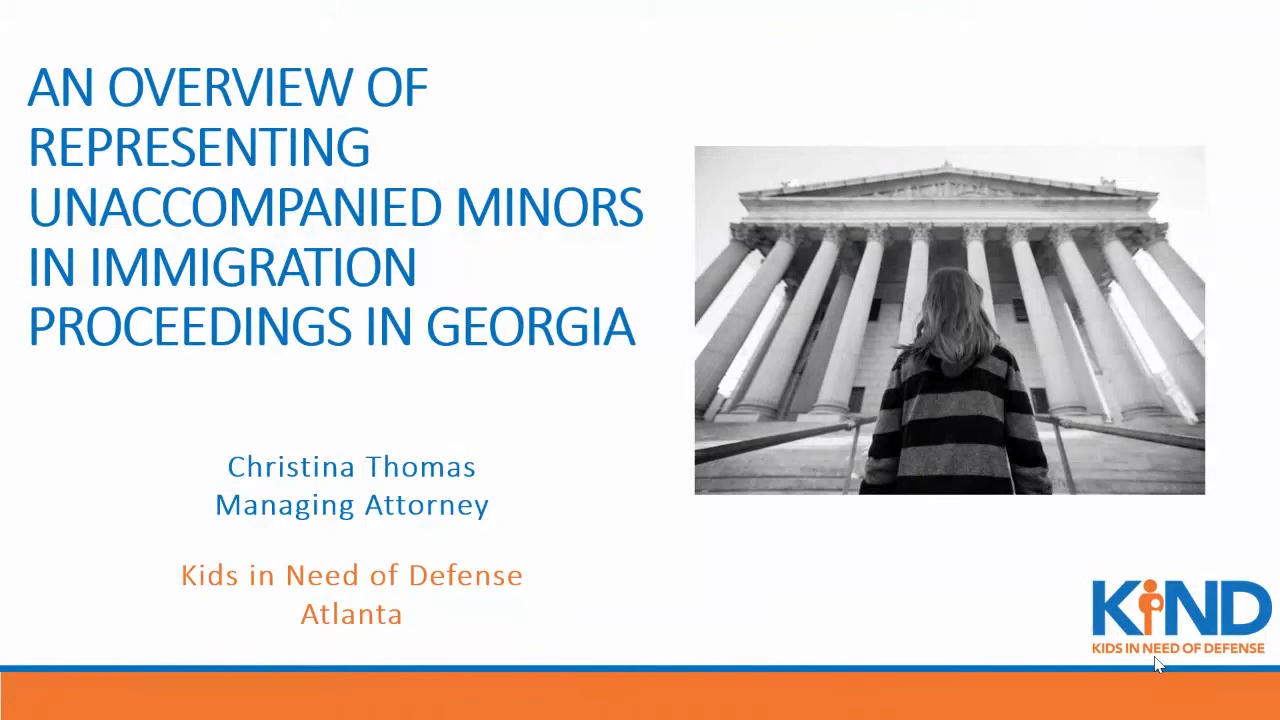 AN OVERVIEW OF
REPRESENTING
UNACCOMPANIED MINORS
IN IMMIGRATION
PROCEEDINGS IN GEORGIA
Christina Thomas
Managing Attorney
Kids in Need of Defense
Atlanta
KiND
KIDS IN NEED OF DEFENSE